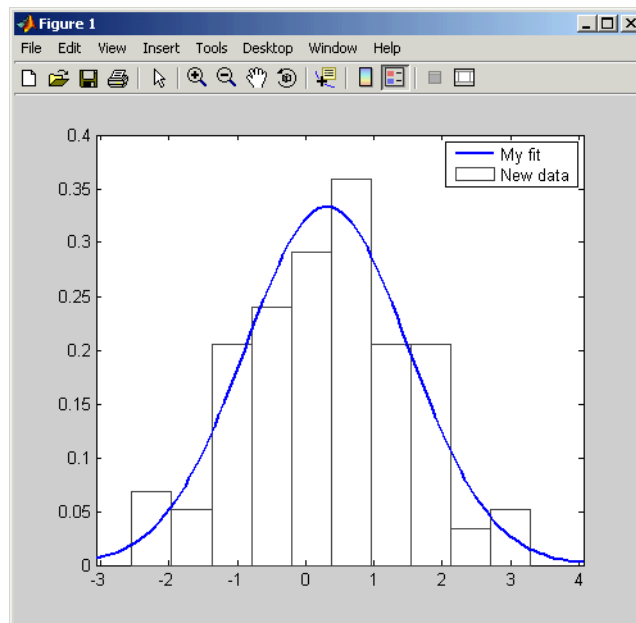 Figure 1
File Edit View Insert Tools Desktop Window Help
My fit
New data
0.4
0.35
0.3
0.25
0.2
0.15
0.1
0.05
0
-3 -2 -1 0 1 2 3 4